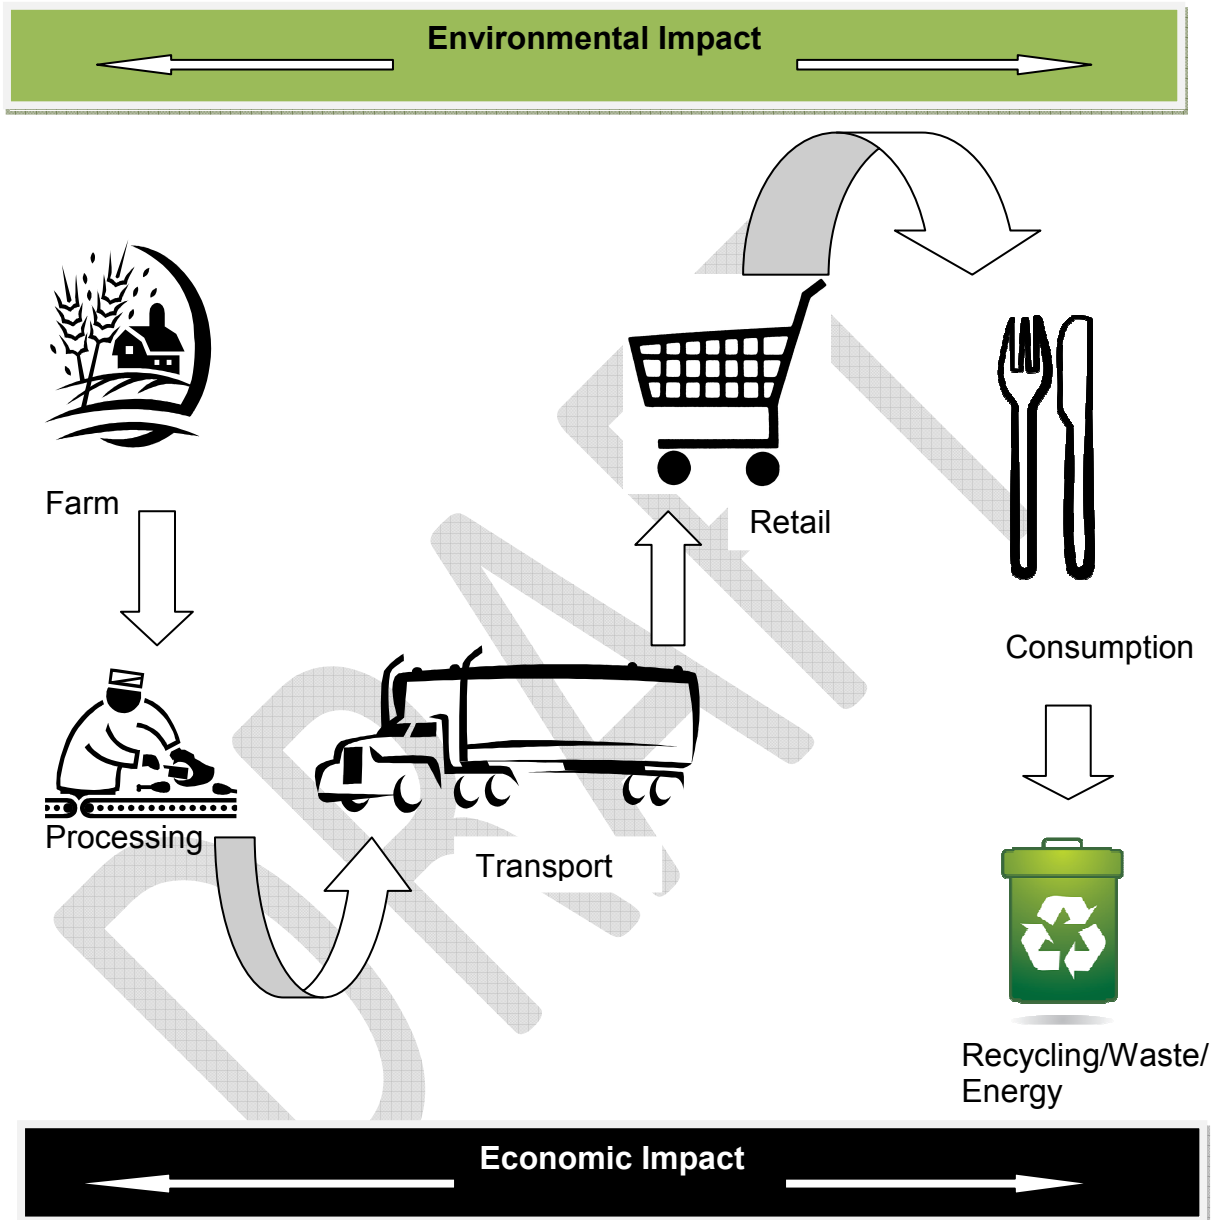 Environmental Impact
Farm
Retail
Consumption
Processing
Transport
Recycling/Waste/
Energy
Economic Impact
DRAFT